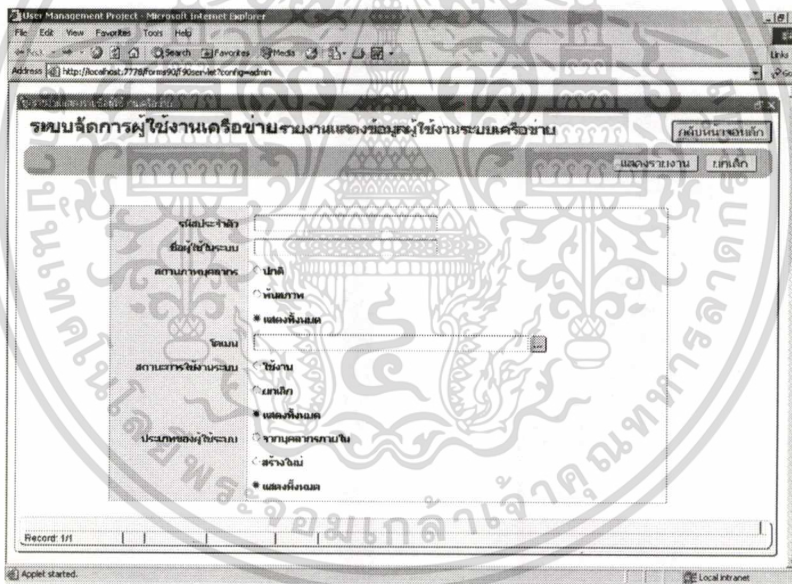 User Management Project - Microsoft Internet Explorer
File Edit View Favorites Tools Help
Search Favorites Media
Links
Address http://localhost:7778/forms90/f90servlet?config=admin
ระบบจัดการผู้ใช้งานเครือข่าย รายงานแสดงข้อมูลผู้ใช้งานระบบเครือข่าย
กลับหน้าจอหลัก
แสดงรายงาน ยกเลิก
รหัสประจำตัว
ชื่อผู้ใช้ในระบบ
สถานภาพบุคลากร ปกติ
พ้นสภาพ
แสดงทั้งหมด
โดเมน ...
สถานะการใช้งานระบบ ใช้งาน
ยกเลิก
แสดงทั้งหมด
ประเภทของผู้ใช้ระบบ จากบุคลากรภายใน
สร้างใหม่
แสดงทั้งหมด
Record: 1/1
Applet started.
Local intranet